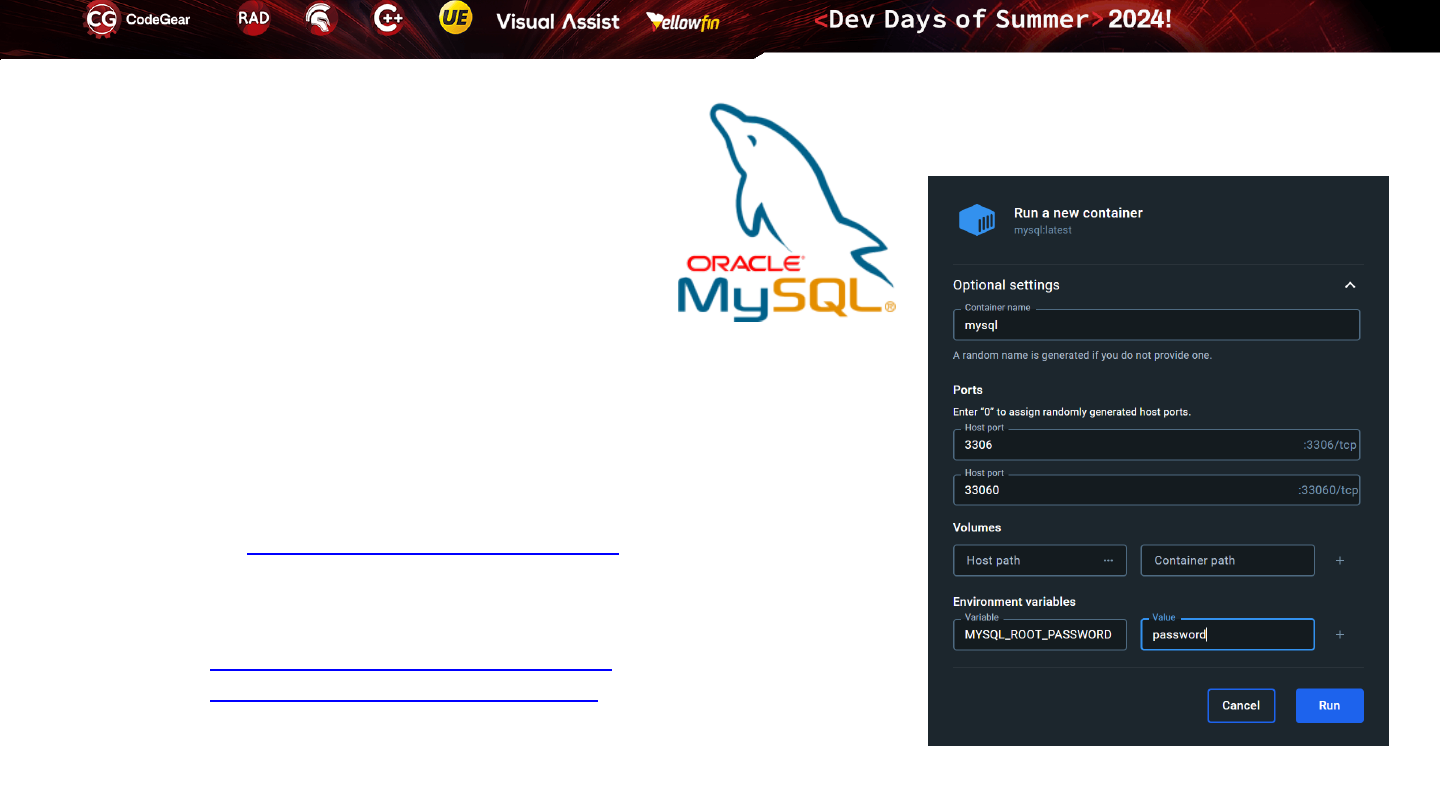 CG CodeGear RAD C++ UE Visual Assist Yellowfin <Dev Days of Summer> 2024!
ORACLE®
MySQL®
Run a new container
mysql:latest
Optional settings
Container name
mysql
A random name is generated if you do not provide one.
Ports
Enter “0” to assign randomly generated host ports.
Host port
3306 :3306/tcp
Host port
33060 :33060/tcp
Volumes
Host path ··· Container path +
Environment variables
Variable Value
MYSQL_ROOT_PASSWORD password +
Cancel Run